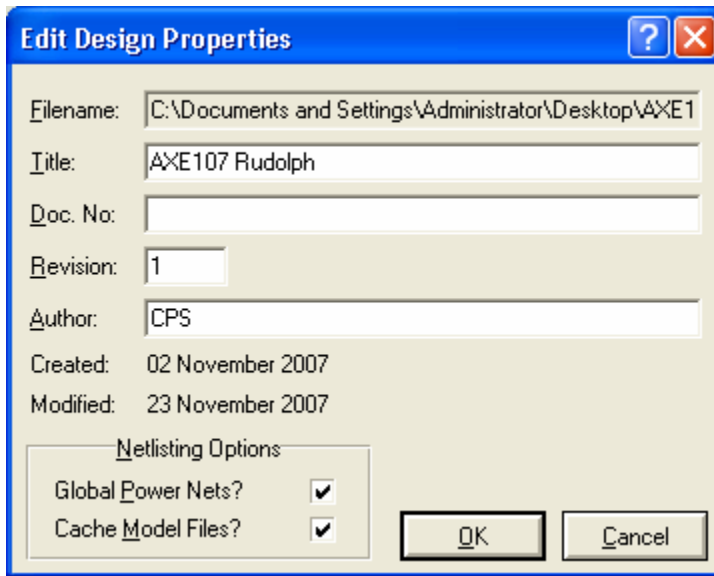 Edit Design Properties
Filename: C:\Documents and Settings\Administrator\Desktop\AXE1
Title: AXE107 Rudolph
Doc. No:
Revision: 1
Author: CPS
Created: 02 November 2007
Modified: 23 November 2007
Netlisting Options
Global Power Nets?
Cache Model Files?
OK Cancel